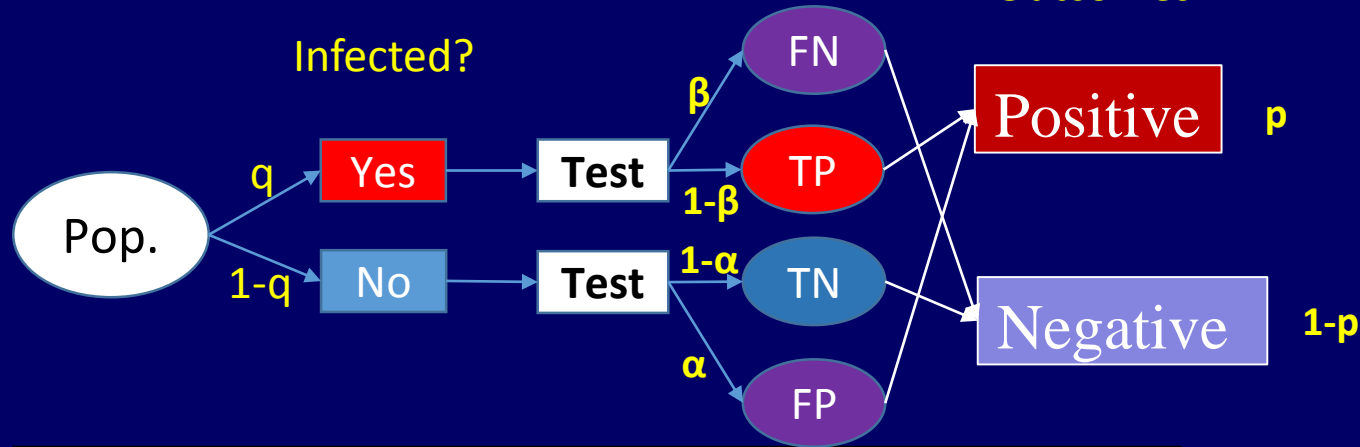 Infected?
FN
β
Positive
p
q
Yes
Test
TP
1-β
Pop.
1-α
1-q
No
Test
TN
Negative
1-p
α
FP